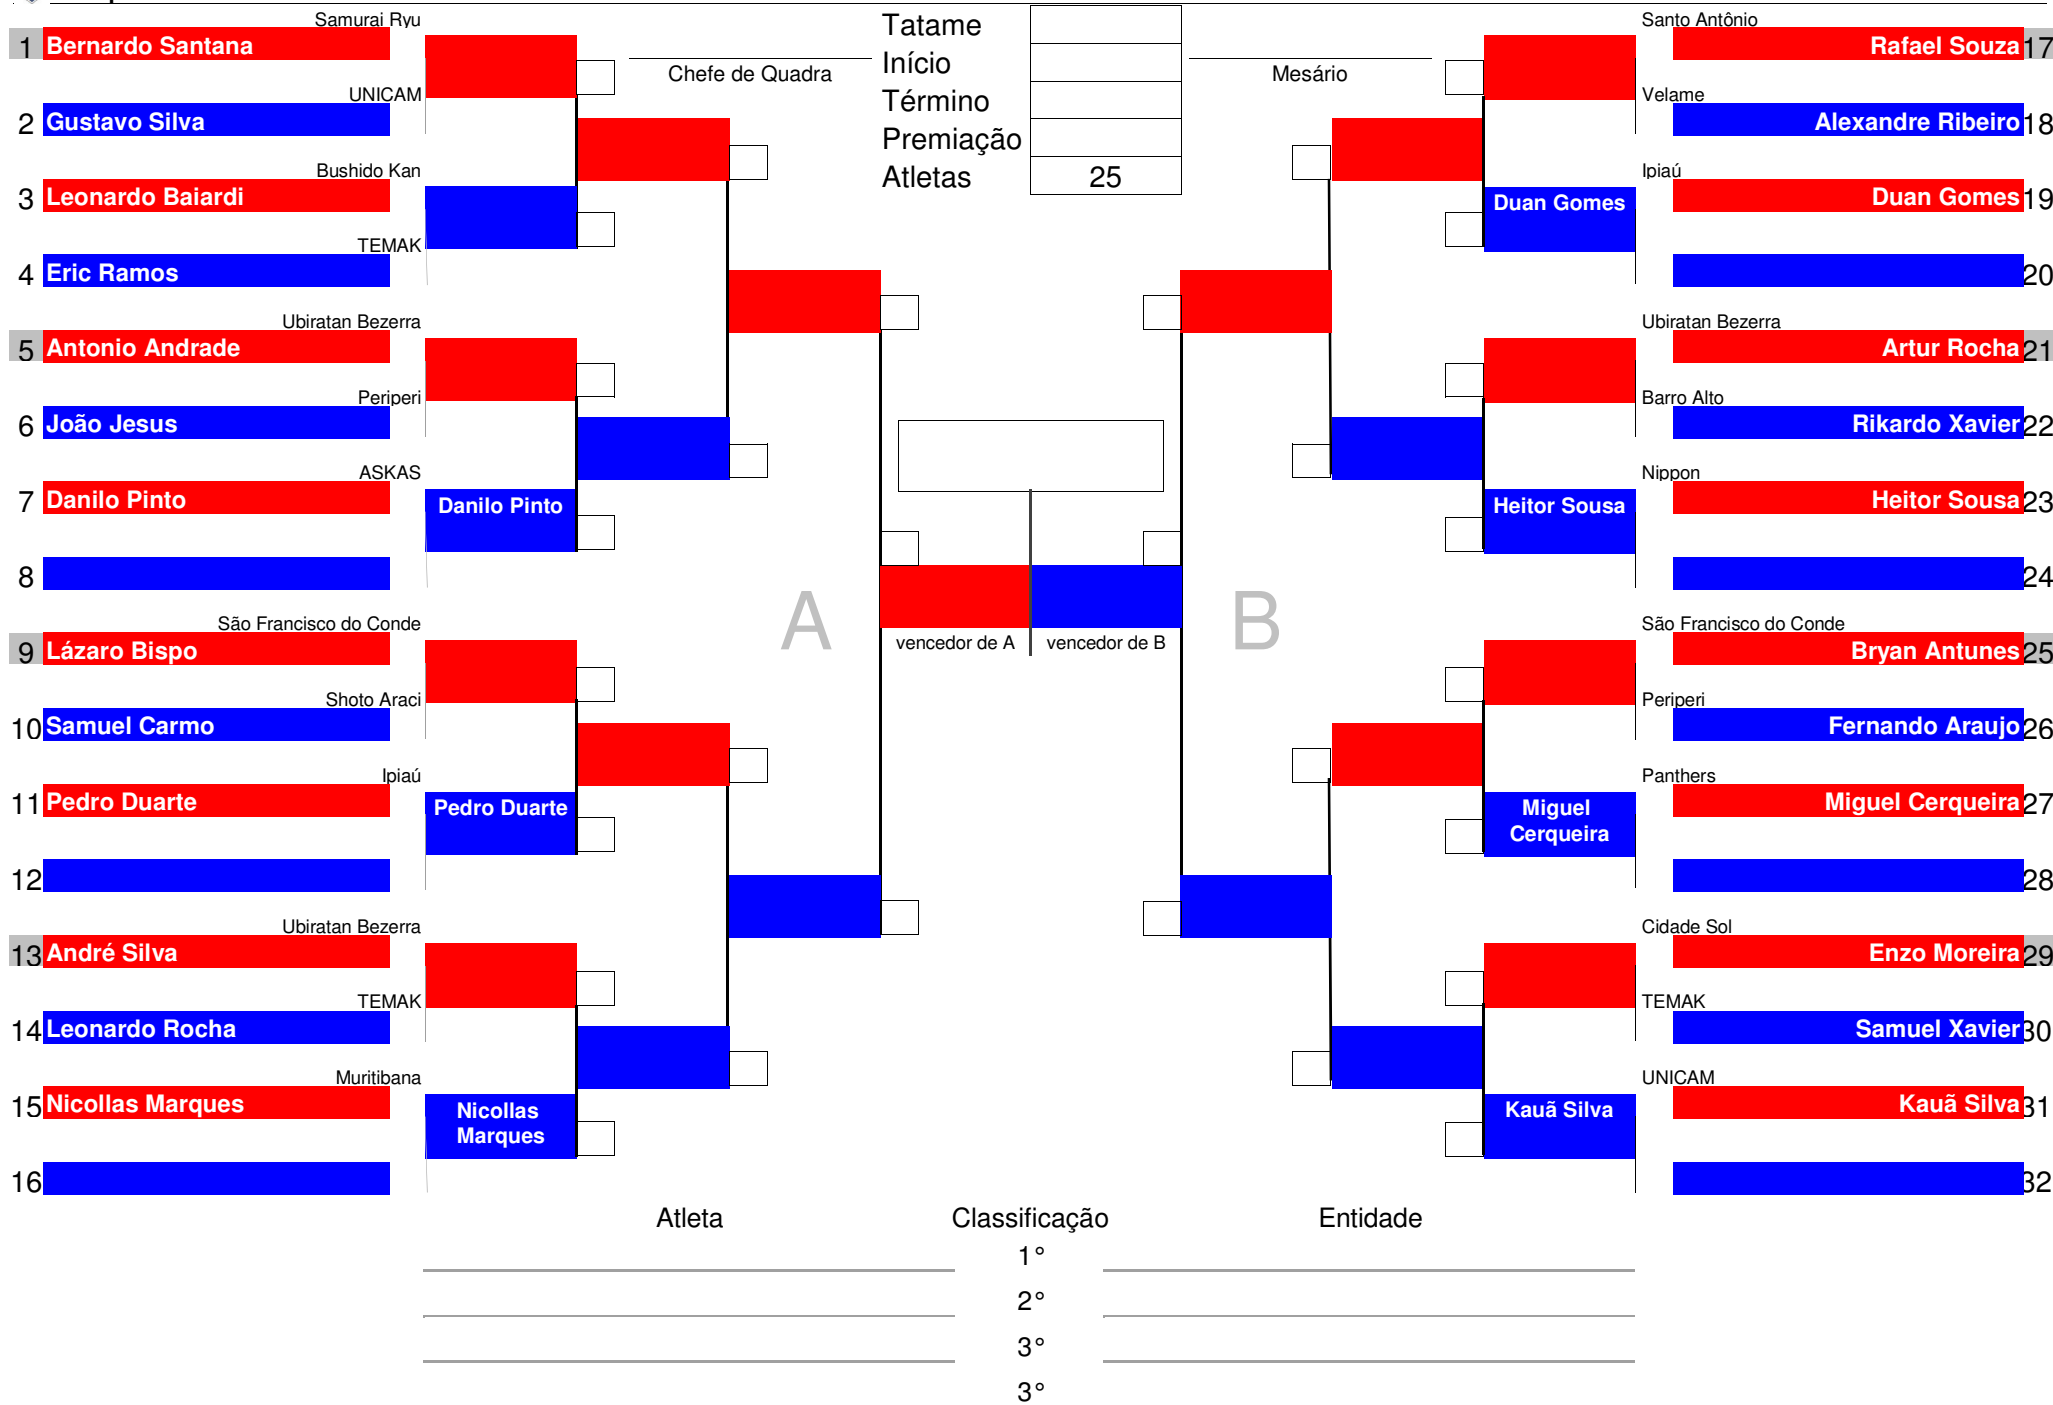 Samurai Ryu
1 Bernardo Santana
UNICAM
2 Gustavo Silva
Bushido Kan
3 Leonardo Baiardi
TEMAK
4 Eric Ramos
Ubiratan Bezerra
5 Antonio Andrade
Periperi
6 João Jesus
ASKAS
7 Danilo Pinto
Danilo Pinto
8
São Francisco do Conde
9 Lázaro Bispo
Shoto Araci
10 Samuel Carmo
Ipiaú
11 Pedro Duarte
Pedro Duarte
12
Ubiratan Bezerra
13 André Silva
TEMAK
14 Leonardo Rocha
Muritibana
15 Nicollas Marques
Nicollas
Marques
16
Chefe de Quadra
Tatame
Início
Término
Premiação
Atletas 25
Mesário
A
vencedor de A
vencedor de B
B
Santo Antônio
Rafael Souza 17
Velame
Alexandre Ribeiro 18
Ipiaú
Duan Gomes 19
Duan Gomes
20
Ubiratan Bezerra
Artur Rocha 21
Barro Alto
Rikardo Xavier 22
Nippon
Heitor Sousa 23
Heitor Sousa
24
São Francisco do Conde
Bryan Antunes 25
Periperi
Fernando Araujo 26
Panthers
Miguel Cerqueira 27
Miguel
Cerqueira
28
Cidade Sol
Enzo Moreira 29
TEMAK
Samuel Xavier 30
UNICAM
Kauã Silva 31
Kauã Silva
32
Atleta Classificação Entidade
1°
2°
3°
3°